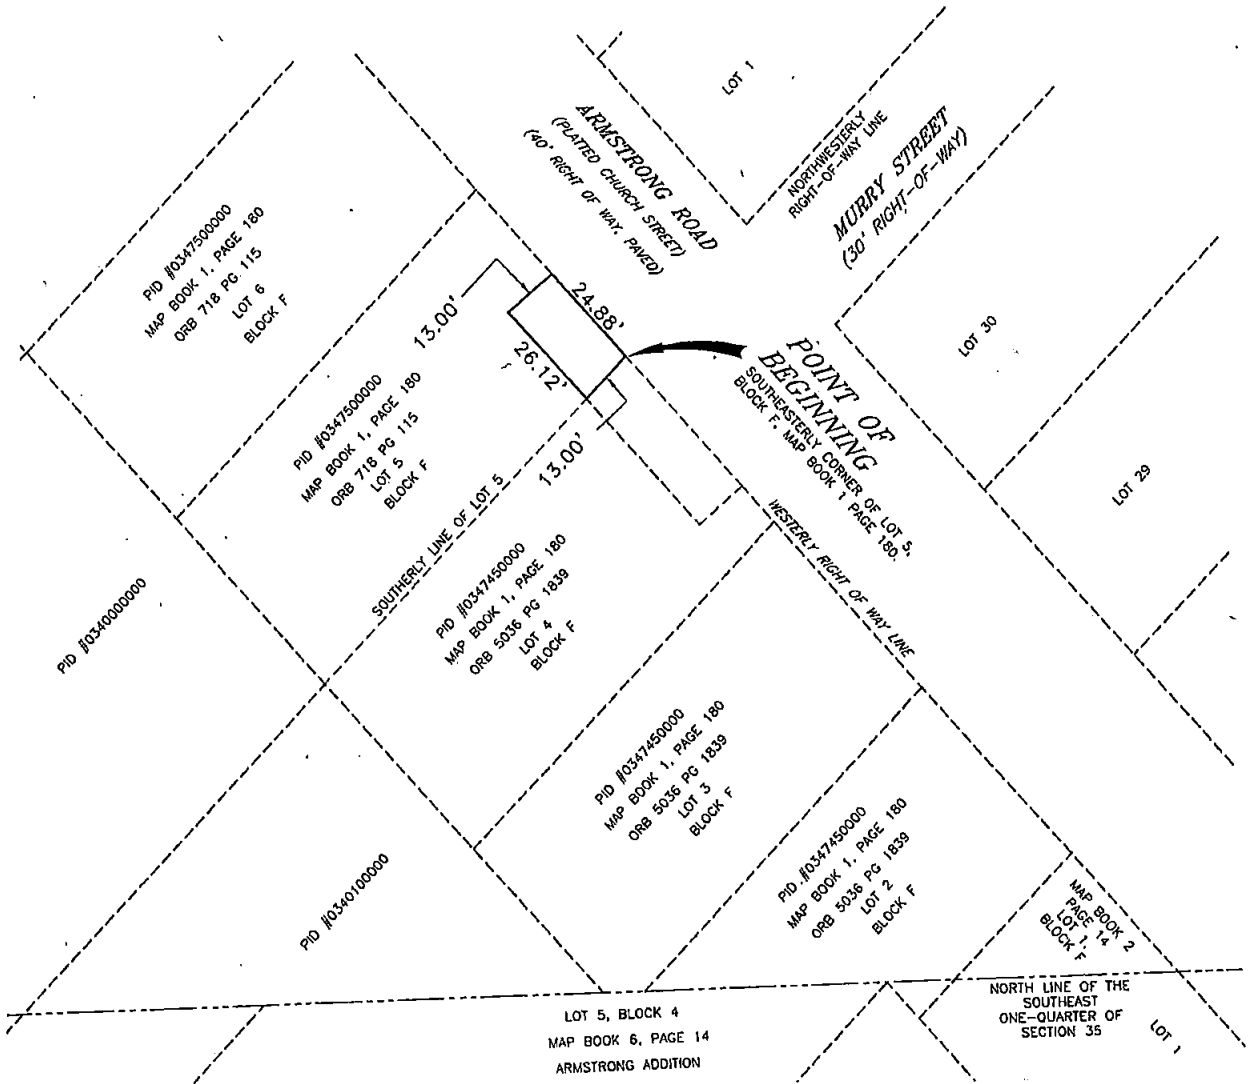 LOT 1
ARMSTRONG ROAD
(PLATTED CHURCH STREET)
(40' RIGHT OF WAY, PAVED)
NORTHWESTERLY
RIGHT-OF-WAY LINE
MURRY STREET
(30' RIGHT-OF-WAY)
PID #0347500000
MAP BOOK 1, PAGE 180
ORB 718 PG 115
LOT 6
BLOCK F
13.00'
24.88'
26.12'
13.00'
POINT OF
BEGINNING
SOUTHEASTERLY CORNER OF LOT 5,
BLOCK F, MAP BOOK 1 PAGE 180.
LOT 30
LOT 29
PID #0347500000
MAP BOOK 1, PAGE 180
ORB 718 PG 115
LOT 5
BLOCK F
SOUTHERLY LINE OF LOT 5
WESTERLY RIGHT OF WAY LINE
PID #0340000000
PID #0347450000
MAP BOOK 1, PAGE 180
ORB 5036 PG 1839
LOT 4
BLOCK F
PID #0347450000
MAP BOOK 1, PAGE 180
ORB 5036 PG 1839
LOT 3
BLOCK F
PID #0347450000
MAP BOOK 1, PAGE 180
ORB 5036 PG 1839
LOT 2
BLOCK F
PID #0340100000
MAP BOOK 2
PAGE 14
LOT 1,
BLOCK F
NORTH LINE OF THE
SOUTHEAST
ONE-QUARTER OF
SECTION 35
LOT 1
LOT 5, BLOCK 4
MAP BOOK 6, PAGE 14
ARMSTRONG ADDITION